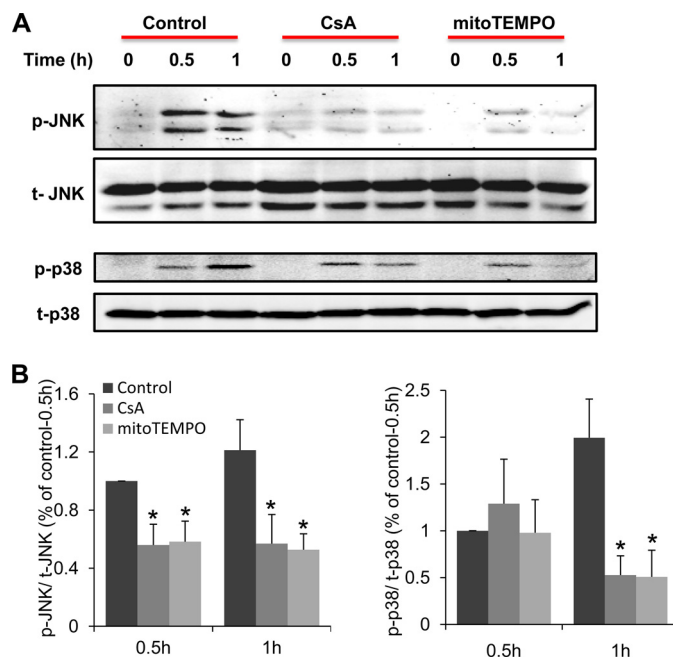 A
Control CsA mitoTEMPO
Time (h) 0 0.5 1 0 0.5 1 0 0.5 1
p-JNK
t- JNK
p-p38
t-p38
B
p-JNK/ t-JNK (% of control-0.5h)
1.6
1.2
0.8
0.4
0
Control
CsA
mitoTEMPO
* * * *
0.5h 1h
p-p38/ t-p38 (% of control-0.5h)
2.5
2
1.5
1
0.5
0
* *
0.5h 1h